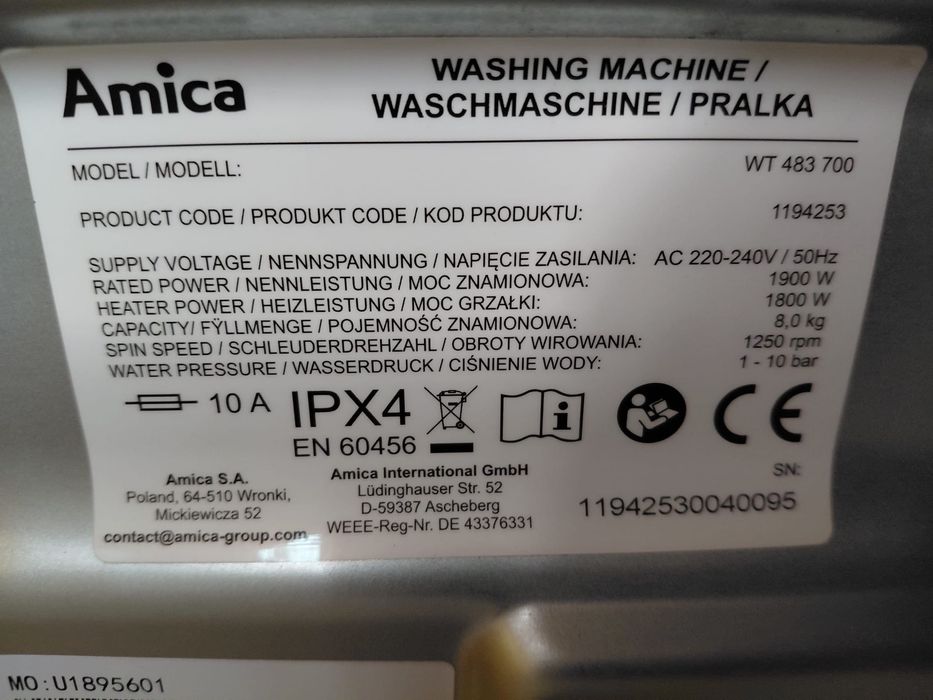 Amica
WASHING MACHINE /
WASCHMASCHINE / PRALKA
MODEL / MODELL: WT 483 700
PRODUCT CODE / PRODUKT CODE / KOD PRODUKTU: 1194253
SUPPLY VOLTAGE / NENNSPANNUNG / NAPIĘCIE ZASILANIA: AC 220-240V / 50Hz
RATED POWER / NENNLEISTUNG / MOC ZNAMIONOWA: 1900 W
HEATER POWER / HEIZLEISTUNG / MOC GRZAŁKI: 1800 W
CAPACITY/ FŸLLMENGE / POJEMNOŚĆ ZNAMIONOWA: 8,0 kg
SPIN SPEED / SCHLEUDERDREHZAHL / OBROTY WIROWANIA: 1250 rpm
WATER PRESSURE / WASSERDRUCK / CIŚNIENIE WODY: 1 - 10 bar
10 A IPX4 i CE
EN 60456
Amica S.A.
Poland, 64-510 Wronki,
Mickiewicza 52
contact@amica-group.com
Amica International GmbH
Lüdinghauser Str. 52
D-59387 Ascheberg
WEEE-Reg-Nr. DE 43376331
SN:
11942530040095
MO:U1895601